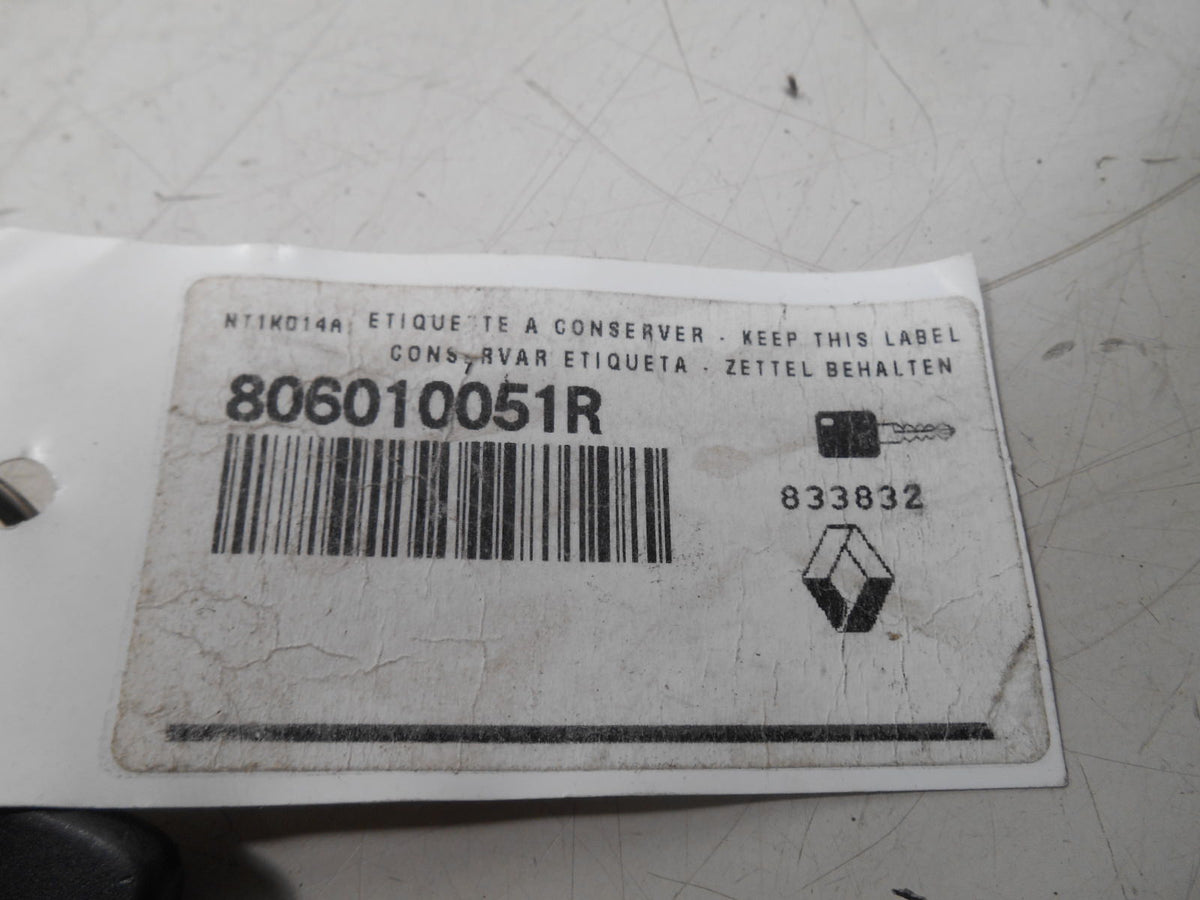 NT1K014A ETIQUETTE A CONSERVER - KEEP THIS LABEL
CONSERVAR ETIQUETA - ZETTEL BEHALTEN
806010051R
833832